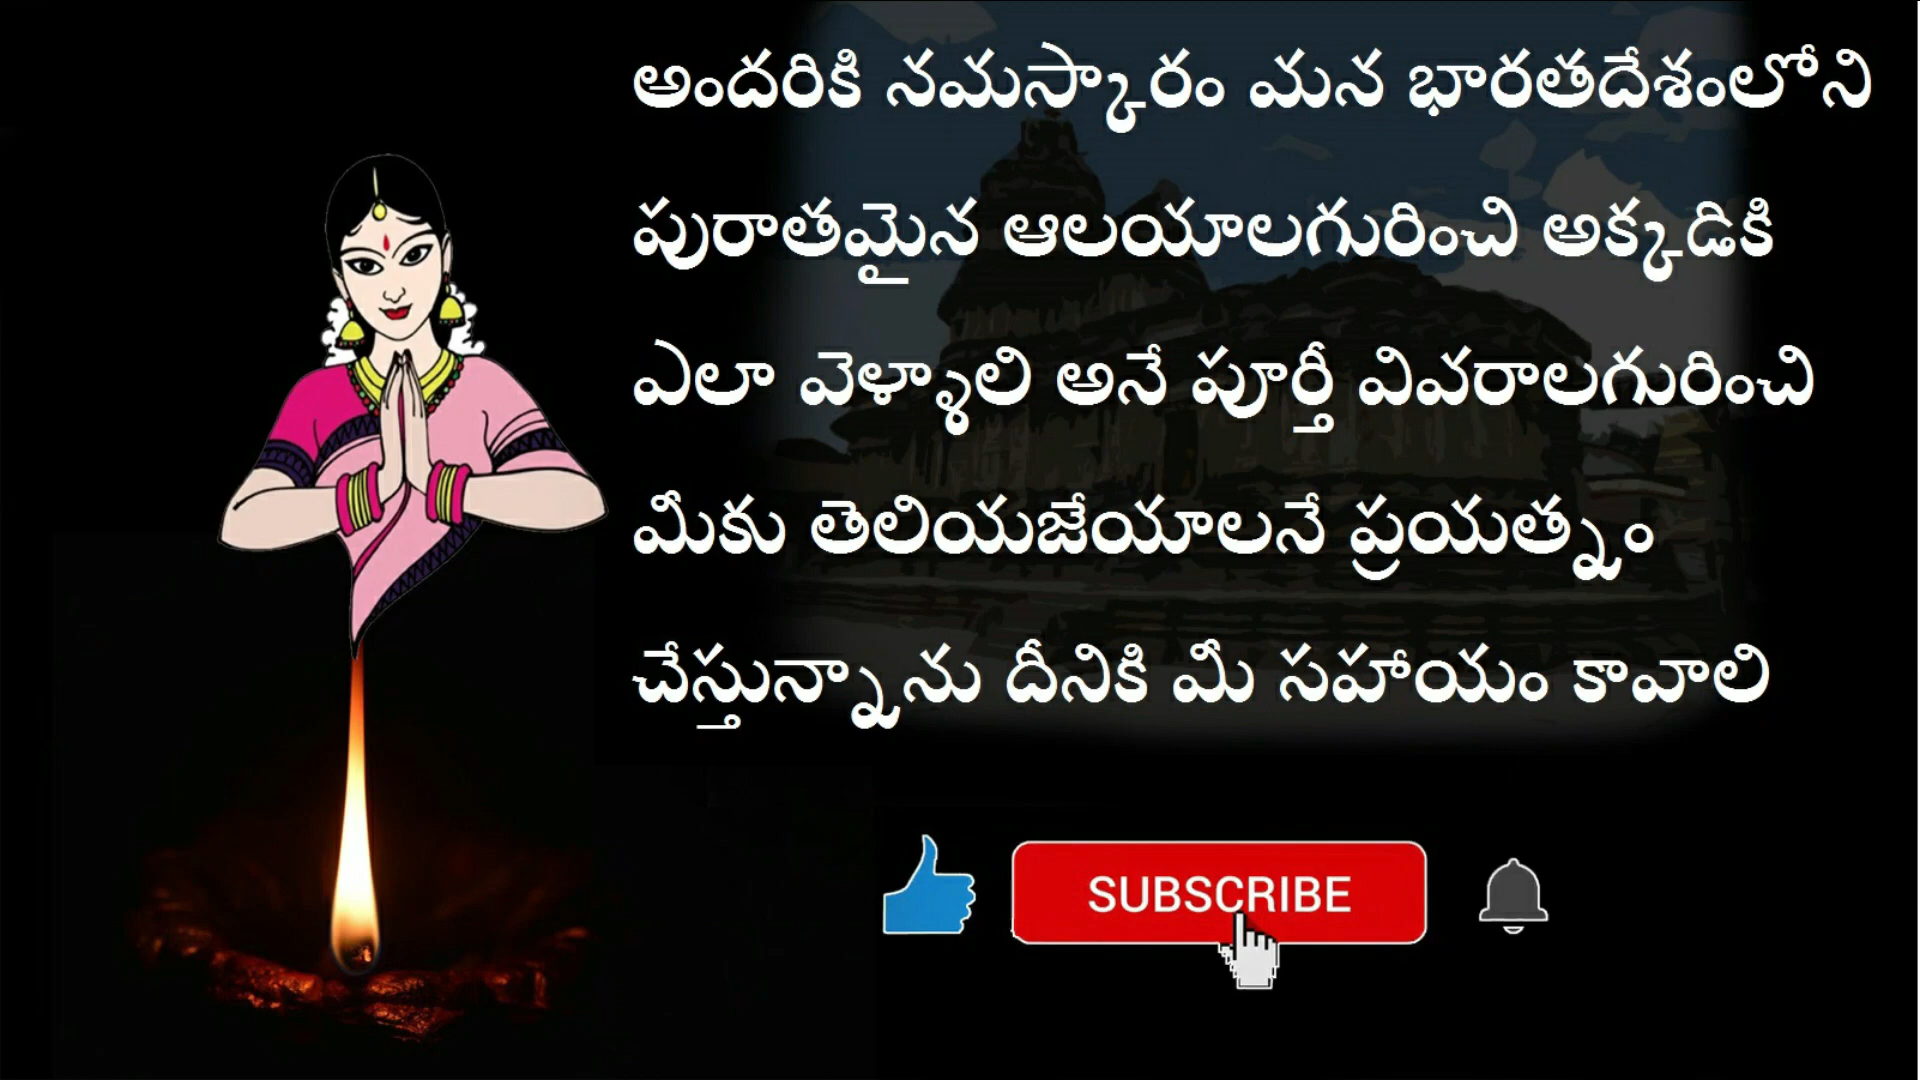 అందరికి నమస్కారం మన భారతదేశంలోని
పురాతమైన ఆలయాలగురించి అక్కడికి
ఎలా వెళ్ళాలి అనే పూర్తీ వివరాలగురించి
మీకు తెలియజేయాలనే ప్రయత్నం
చేస్తున్నాను దీనికి మీ సహాయం కావాలి
SUBSCRIBE